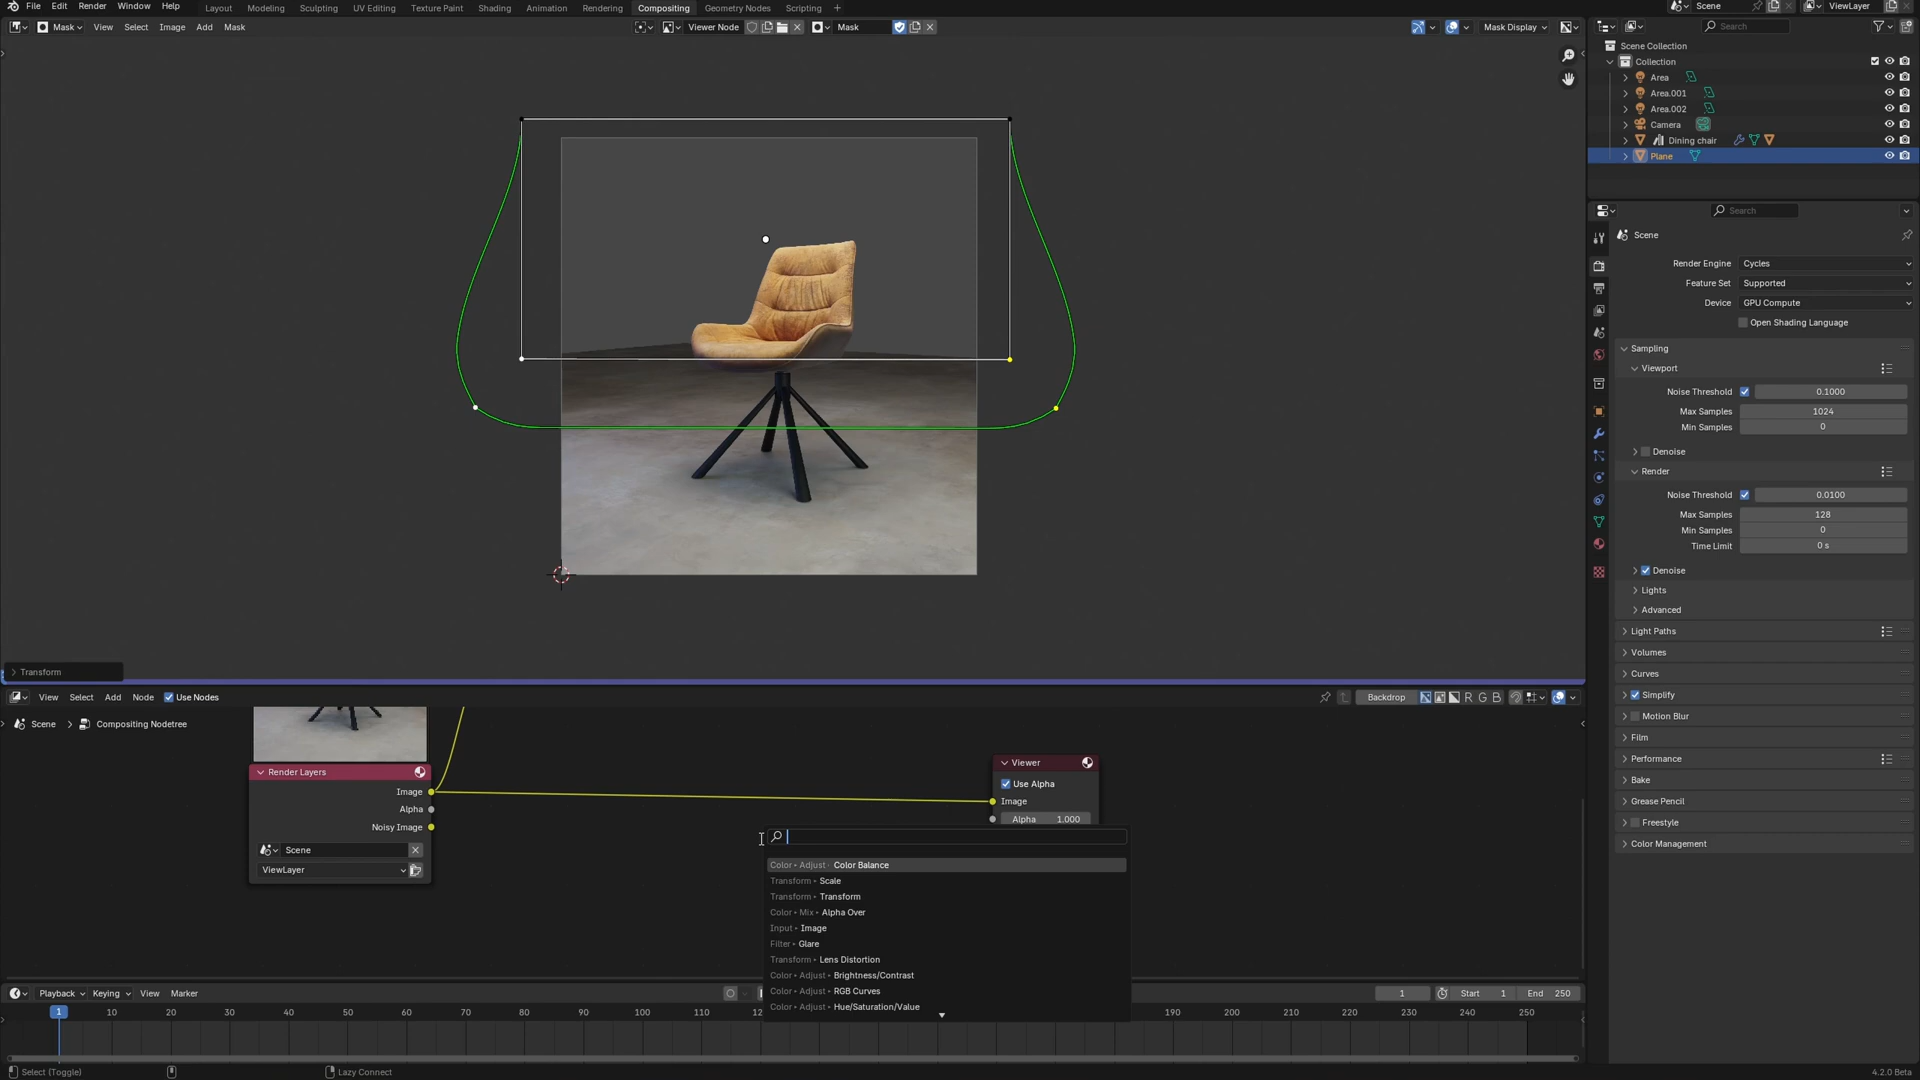 File Edit Render Window Help Layout Modeling Sculpting UV Editing Texture Paint Shading Animation Rendering Compositing Geometry Nodes Scripting + Scene ViewLayer
Mask View Select Image Add Mask Viewer Node Mask Mask Display Search
Scene Collection
Collection
Area
Area.001
Area.002
Camera
Dining chair
Plane
Search
Scene
Render Engine Cycles
Feature Set Supported
Device GPU Compute
Open Shading Language
Sampling
Viewport
Noise Threshold 0.1000
Max Samples 1024
Min Samples 0
Denoise
Render
Noise Threshold 0.0100
Max Samples 128
Min Samples 0
Time Limit 0 s
Denoise
Lights
Advanced
Light Paths
Volumes
Curves
Simplify
Motion Blur
Film
Performance
Bake
Grease Pencil
Freestyle
Color Management
Transform
View Select Add Node Use Nodes Backdrop R G B
Scene Compositing Nodetree
Render Layers
Image
Alpha
Noisy Image
Scene
ViewLayer
Viewer
Use Alpha
Image
Alpha 1.000
Color Adjust Color Balance
Transform Scale
Transform Transform
Color Mix Alpha Over
Input Image
Filter Glare
Transform Lens Distortion
Color Adjust Brightness/Contrast
Color Adjust RGB Curves
Color Adjust Hue/Saturation/Value
Playback Keying View Marker 1 Start 1 End 250
1 10 20 30 40 50 60 70 80 90 100 110 190 200 210 220 230 240 250
Select (Toggle) Lazy Connect 4.2.0 Beta